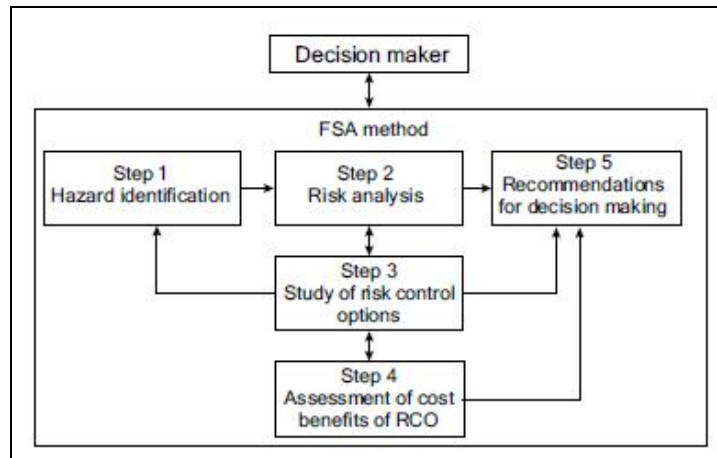 Decision maker
FSA method
Step 1
Hazard identification
Step 2
Risk analysis
Step 5
Recommendations
for decision making
Step 3
Study of risk control
options
Step 4
Assessment of cost
benefits of RCO